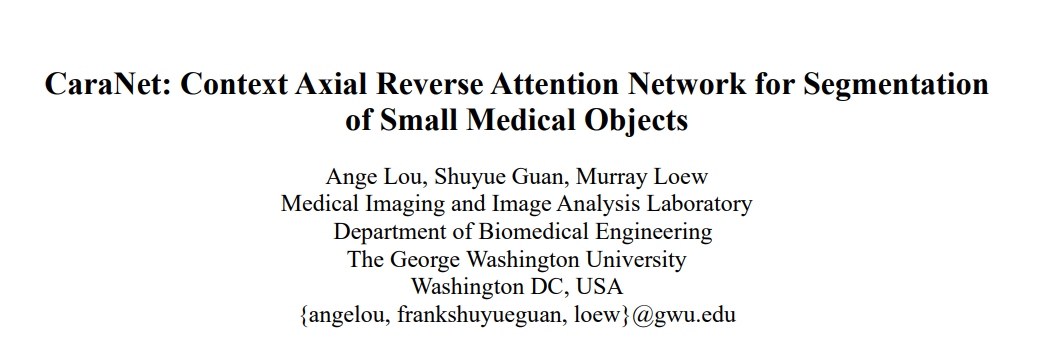 CaraNet: Context Axial Reverse Attention Network for Segmentation
of Small Medical Objects
Ange Lou, Shuyue Guan, Murray Loew
Medical Imaging and Image Analysis Laboratory
Department of Biomedical Engineering
The George Washington University
Washington DC, USA
{angelou, frankshuyueguan, loew}@gwu.edu